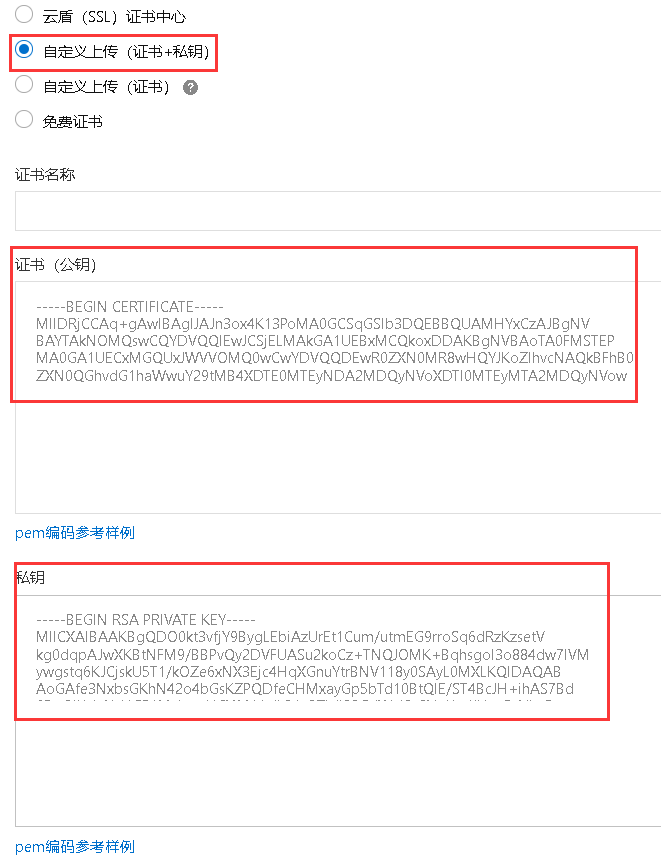 云盾（SSL）证书中心
自定义上传（证书+私钥）
自定义上传（证书） ?
免费证书
证书名称
证书（公钥）
-----BEGIN CERTIFICATE-----
MIIDRjCCAq+gAwIBAgIJAJn3ox4K13PoMA0GCSqGSIb3DQEBBQUAMHYxCzAJBgNV
BAYTAkNOMQswCQYDVQQIEwJCSjELMAkGA1UEBxMCQkoxDDAKBgNVBAoTA0FMSTEP
MA0GA1UECxMGQUxJWVVOMQ0wCwYDVQQDEwR0ZXN0MR8wHQYJKoZIhvcNAQkBFhB0
ZXN0QGhvdG1haWwuY29tMB4XDTE0MTEyNDA2MDQyNVoXDTI0MTEyMTA2MDQyNVow
pem编码参考样例
私钥
-----BEGIN RSA PRIVATE KEY-----
MIICXAIBAAKBgQDO0kt3vfjY9BygLEbiAzUrEt1Cum/utmEG9rroSq6dRzKzsetV
kg0dqpAJwXKBtNFM9/BBPvQy2DVFUASu2koCz+TNQJOMK+BqhsgoI3o884dw7lVM
ywgstq6KJCjskU5T1/kOZe6xNX3Ejc4HqXGnuYtrBNV118y0SAyL0MXLKQIDAQAB
AoGAfe3NxbsGKhN42o4bGsKZPQDfeCHMxayGp5bTd10BtQIE/ST4BcJH+ihAS7Bd
pem编码参考样例